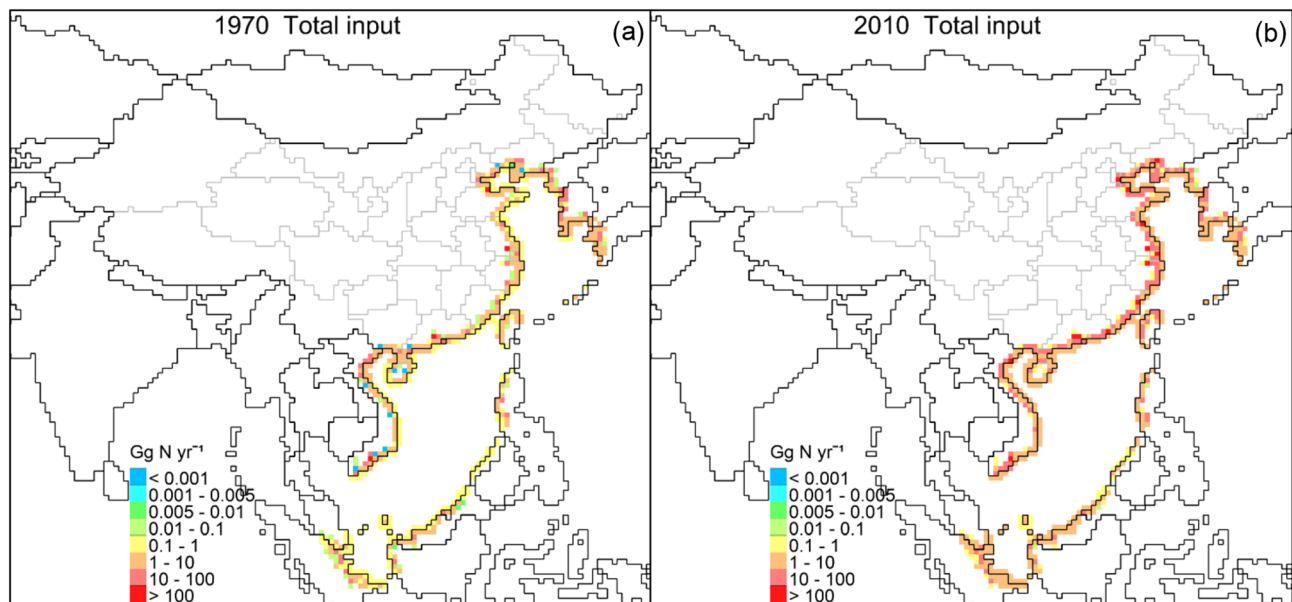 1970 Total input
(a)
Gg N yr⁻¹
< 0.001
0.001 - 0.005
0.005 - 0.01
0.01 - 0.1
0.1 - 1
1 - 10
10 - 100
> 100
2010 Total input
(b)
Gg N yr⁻¹
< 0.001
0.001 - 0.005
0.005 - 0.01
0.01 - 0.1
0.1 - 1
1 - 10
10 - 100
> 100